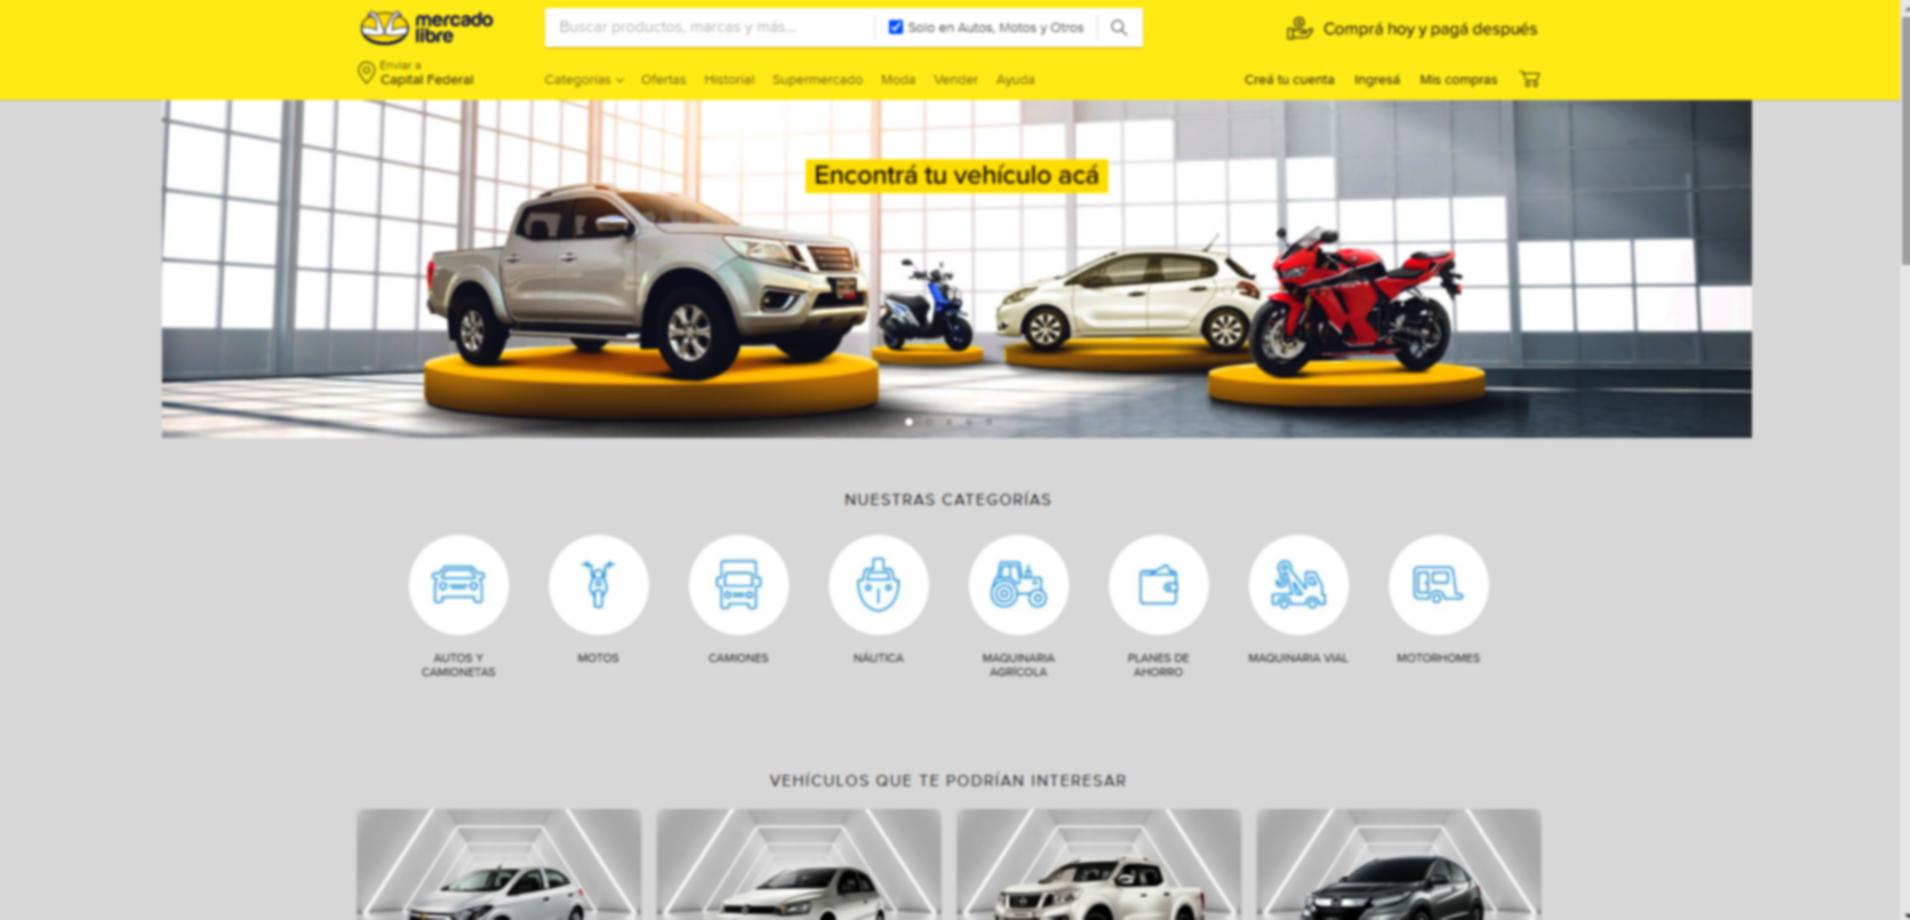 mercado
libre
Buscar productos, marcas y más...
Solo en Autos, Motos y Otros
Comprá hoy y pagá después
Enviar a
Capital Federal
Categorías Ofertas Historial Supermercado Moda Vender Ayuda
Creá tu cuenta Ingresá Mis compras
Encontrá tu vehículo acá
NUESTRAS CATEGORÍAS
AUTOS Y
CAMIONETAS
MOTOS
CAMIONES
NÁUTICA
MAQUINARIA
AGRÍCOLA
PLANES DE
AHORRO
MAQUINARIA VIAL
MOTORHOMES
VEHÍCULOS QUE TE PODRÍAN INTERESAR